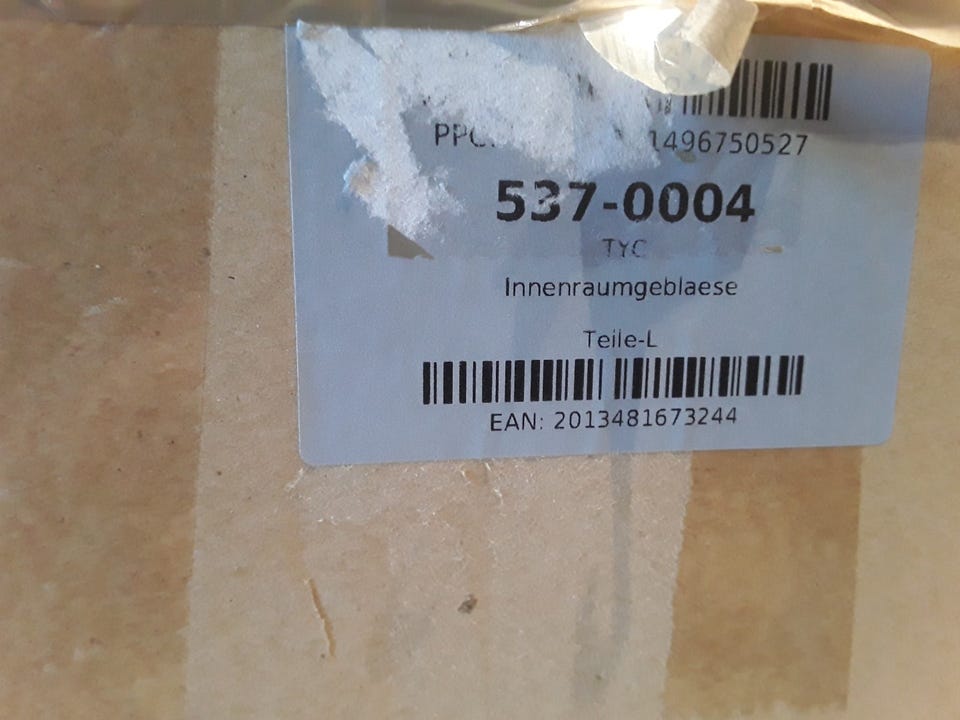 1496750527
537-0004
TYC
Innenraumgeblaese
Teile-L
EAN: 2013481673244